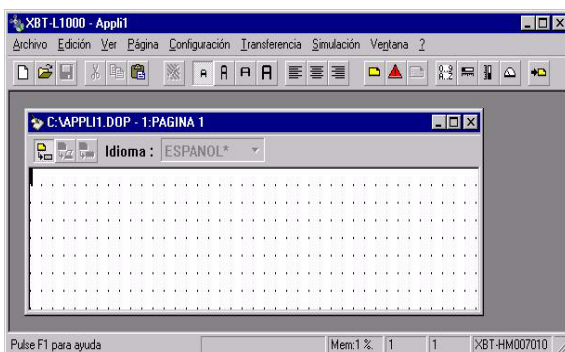 XBT-L1000 - Appli1
Archivo Edición Ver Página Configuración Transferencia Simulación Ventana ?
A A A A
C:\APPLI1.DOP - 1:PAGINA 1
Idioma : ESPANOL*
Pulse F1 para ayuda Mem:1 % 1 1 XBT-HM007010